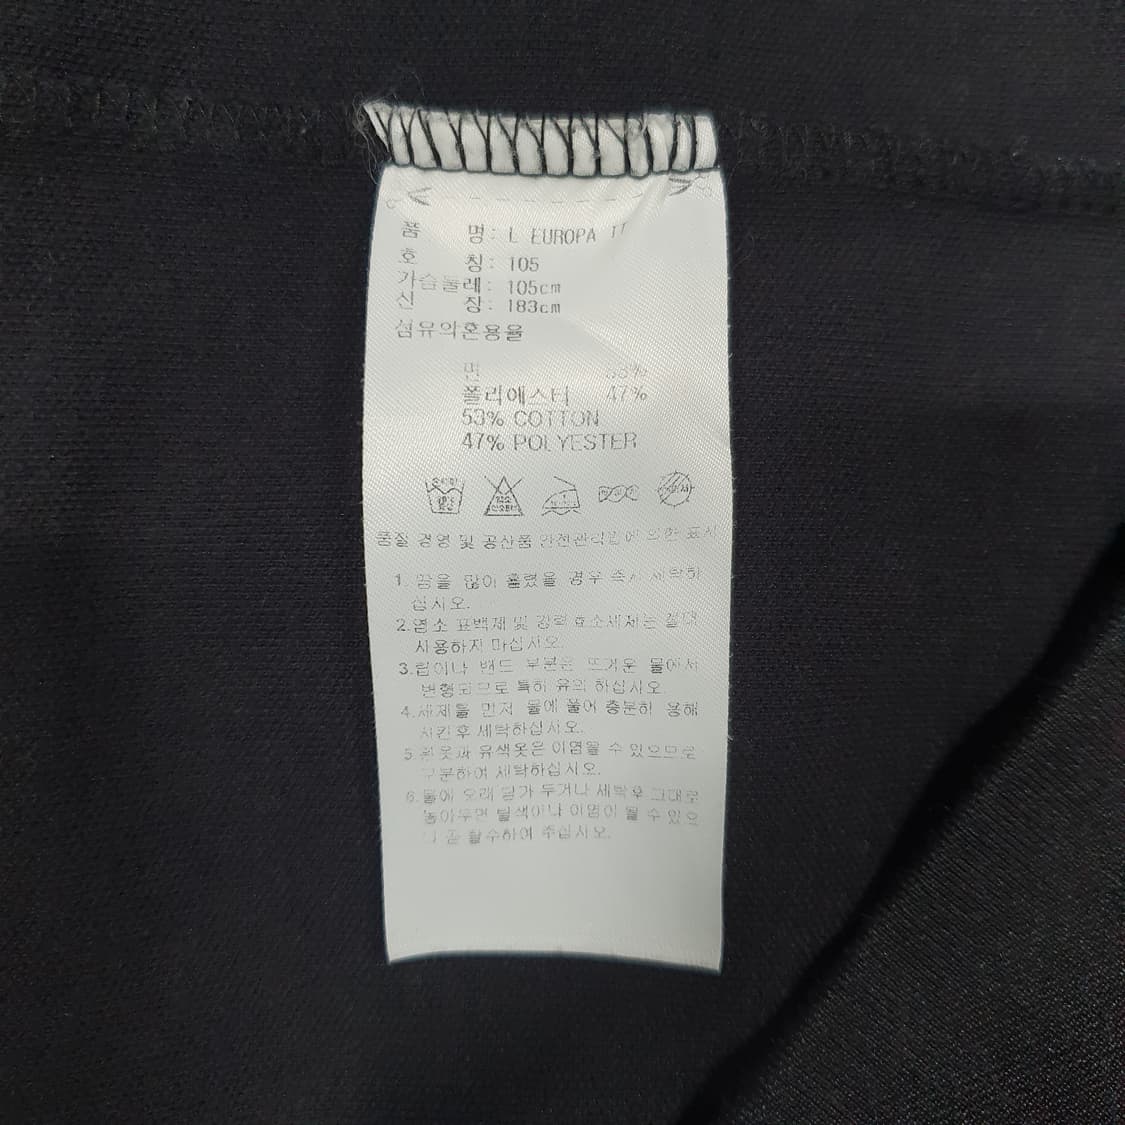 품 명: L EUROPA
호 칭: 105
가슴둘레: 105cm
신 장: 183cm
섬유의혼용율
면 53%
폴리에스터 47%
53% COTTON
47% POLYESTER
품질 경영 및 공산품 안전관리법에 의한 표시
1. 땀을 많이 흘렸을 경우 즉시 세탁하
십시오.
2.염소 표백제 및 강력 효소세제는 절대
사용하지 마십시오.
3.립이나 밴드 부분은 뜨거운 물에서
변형되므로 특히 유의 하십시오.
4.세제를 먼저 물에 풀어 충분히 용해
시킨후 세탁하십시오.
5.흰옷과 유색옷은 이염될 수 있으므로
구분하여 세탁하십시오.
6.물에 오래 담가 두거나 세탁후 그대로
놓아두면 탈색이나 이염이 될 수 있으
니 곧 탈수하여 주십시오.